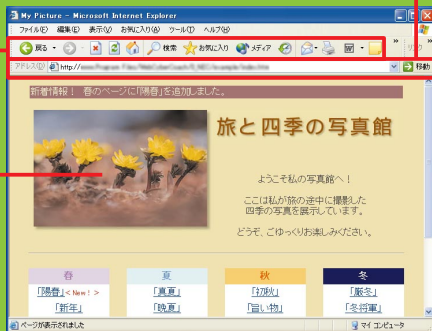 My Picture - Microsoft Internet Explorer
ファイル(F) 編集(E) 表示(V) お気に入り(A) ツール(T) ヘルプ(H)
戻る 検索 お気に入り メディア リンク
アドレス(D) http:// 移動
新着情報！ 春のページに「陽春」を追加しました。
旅と四季の写真館
ようこそ私の写真館へ！
ここは私が旅の途中に撮影した
四季の写真を展示しています。
どうぞ、ごゆっくりお楽しみください。
春 夏 秋 冬
「陽春」< New ! > 「真夏」 「初秋」 「厳冬」
「新年」 「晩夏」 「旨い物」 「冬将軍」
ページが表示されました マイ コンピュータ